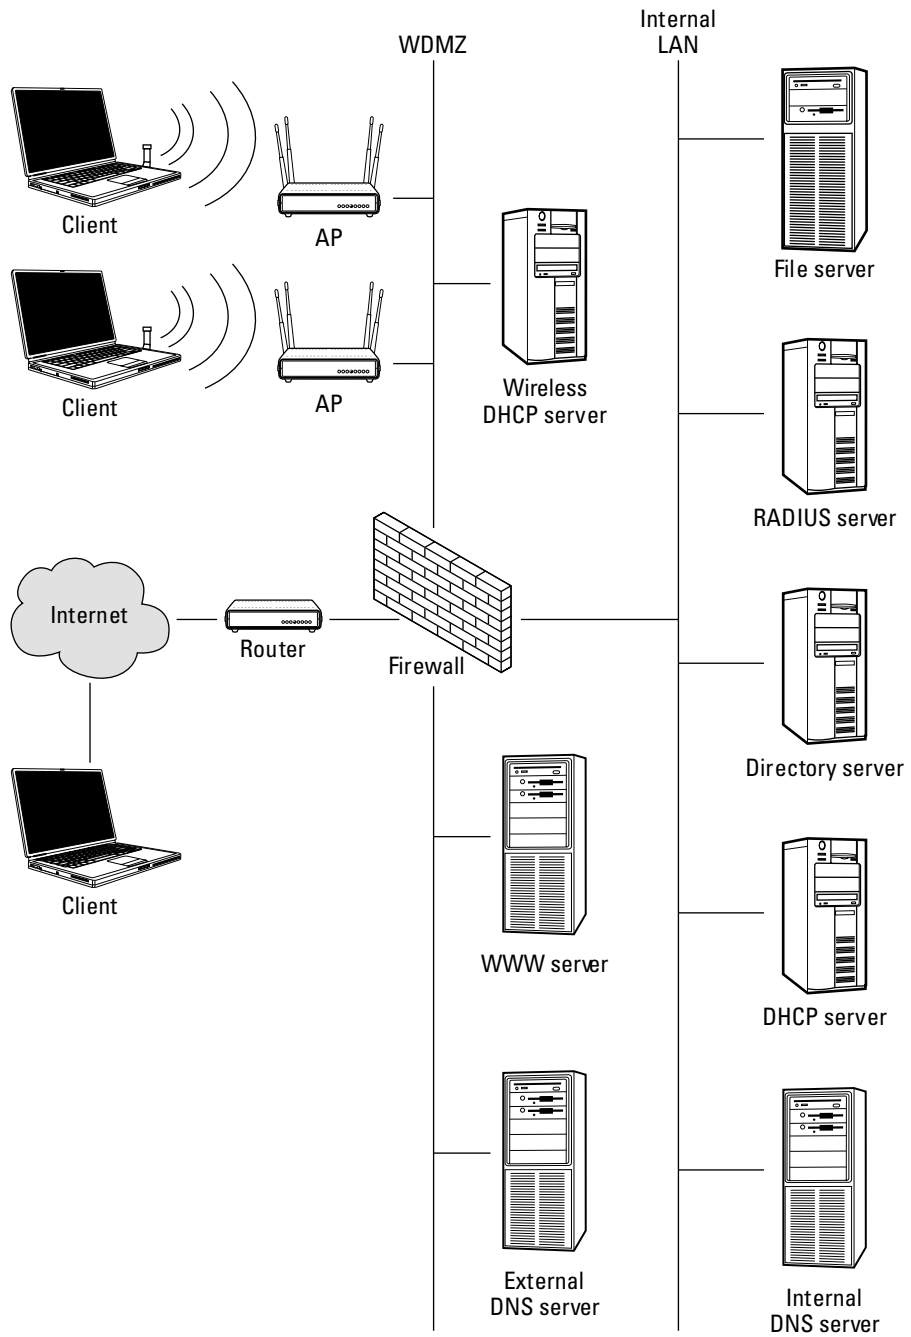 WDMZ
Internal
LAN
Client
AP
File server
Client
AP
Wireless
DHCP server
RADIUS server
Internet
Router
Firewall
Directory server
Client
WWW server
DHCP server
External
DNS server
Internal
DNS server